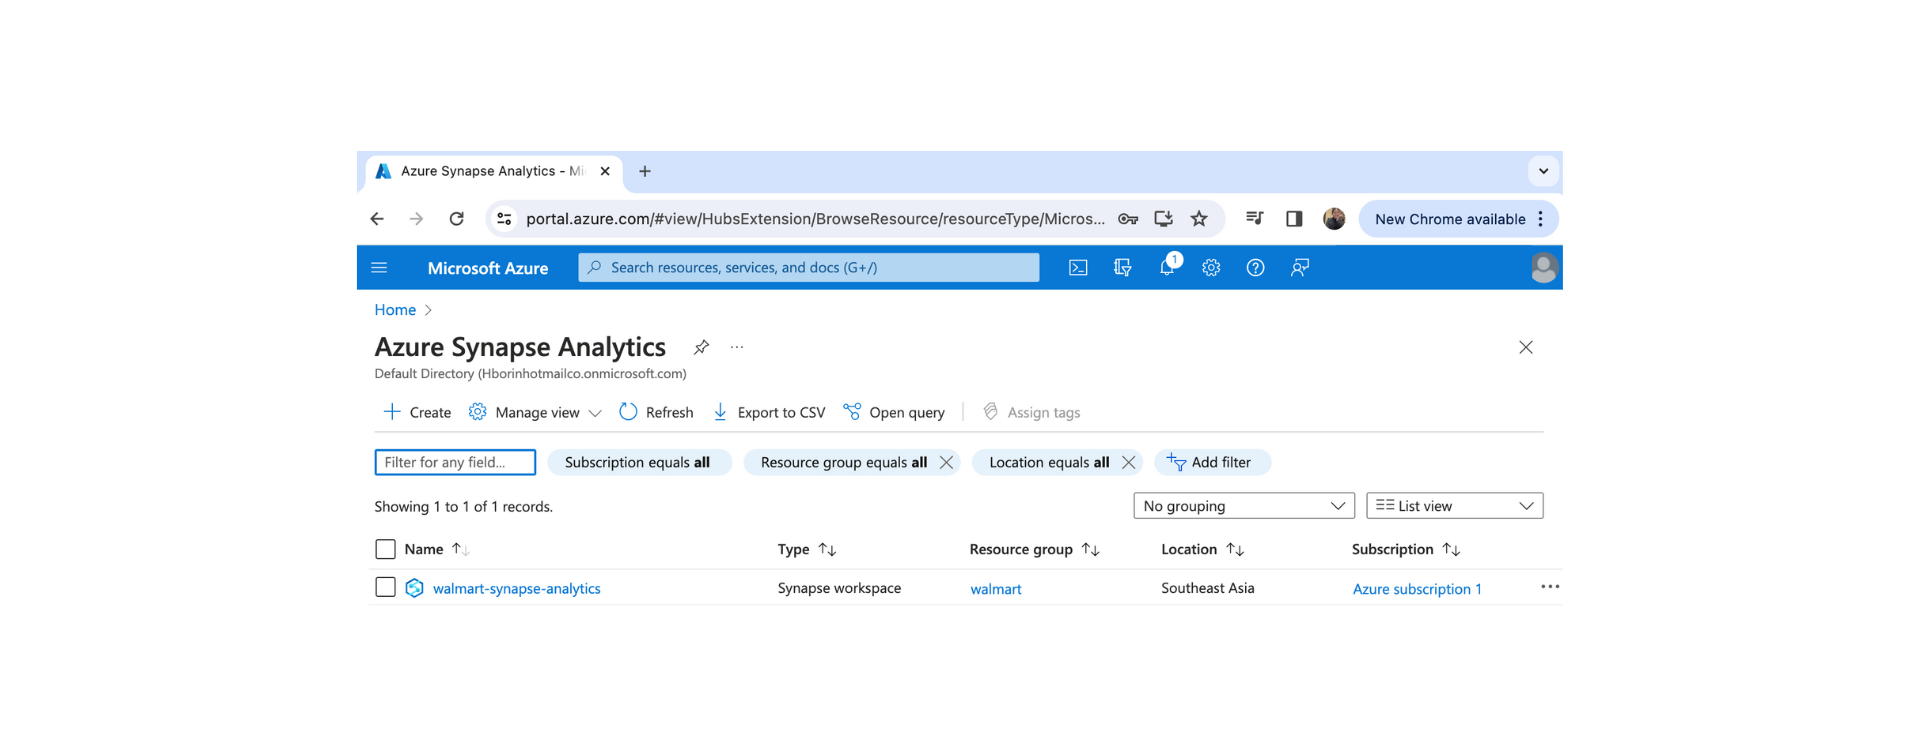 Azure Synapse Analytics - Mi
portal.azure.com/#view/HubsExtension/BrowseResource/resourceType/Micros...
New Chrome available
Microsoft Azure
Search resources, services, and docs (G+/)
1
Home
Azure Synapse Analytics
Default Directory (Hborinhotmailco.onmicrosoft.com)
Create Manage view Refresh Export to CSV Open query Assign tags
Filter for any field... Subscription equals all Resource group equals all Location equals all Add filter
Showing 1 to 1 of 1 records. No grouping List view
Name Type Resource group Location Subscription
walmart-synapse-analytics Synapse workspace walmart Southeast Asia Azure subscription 1